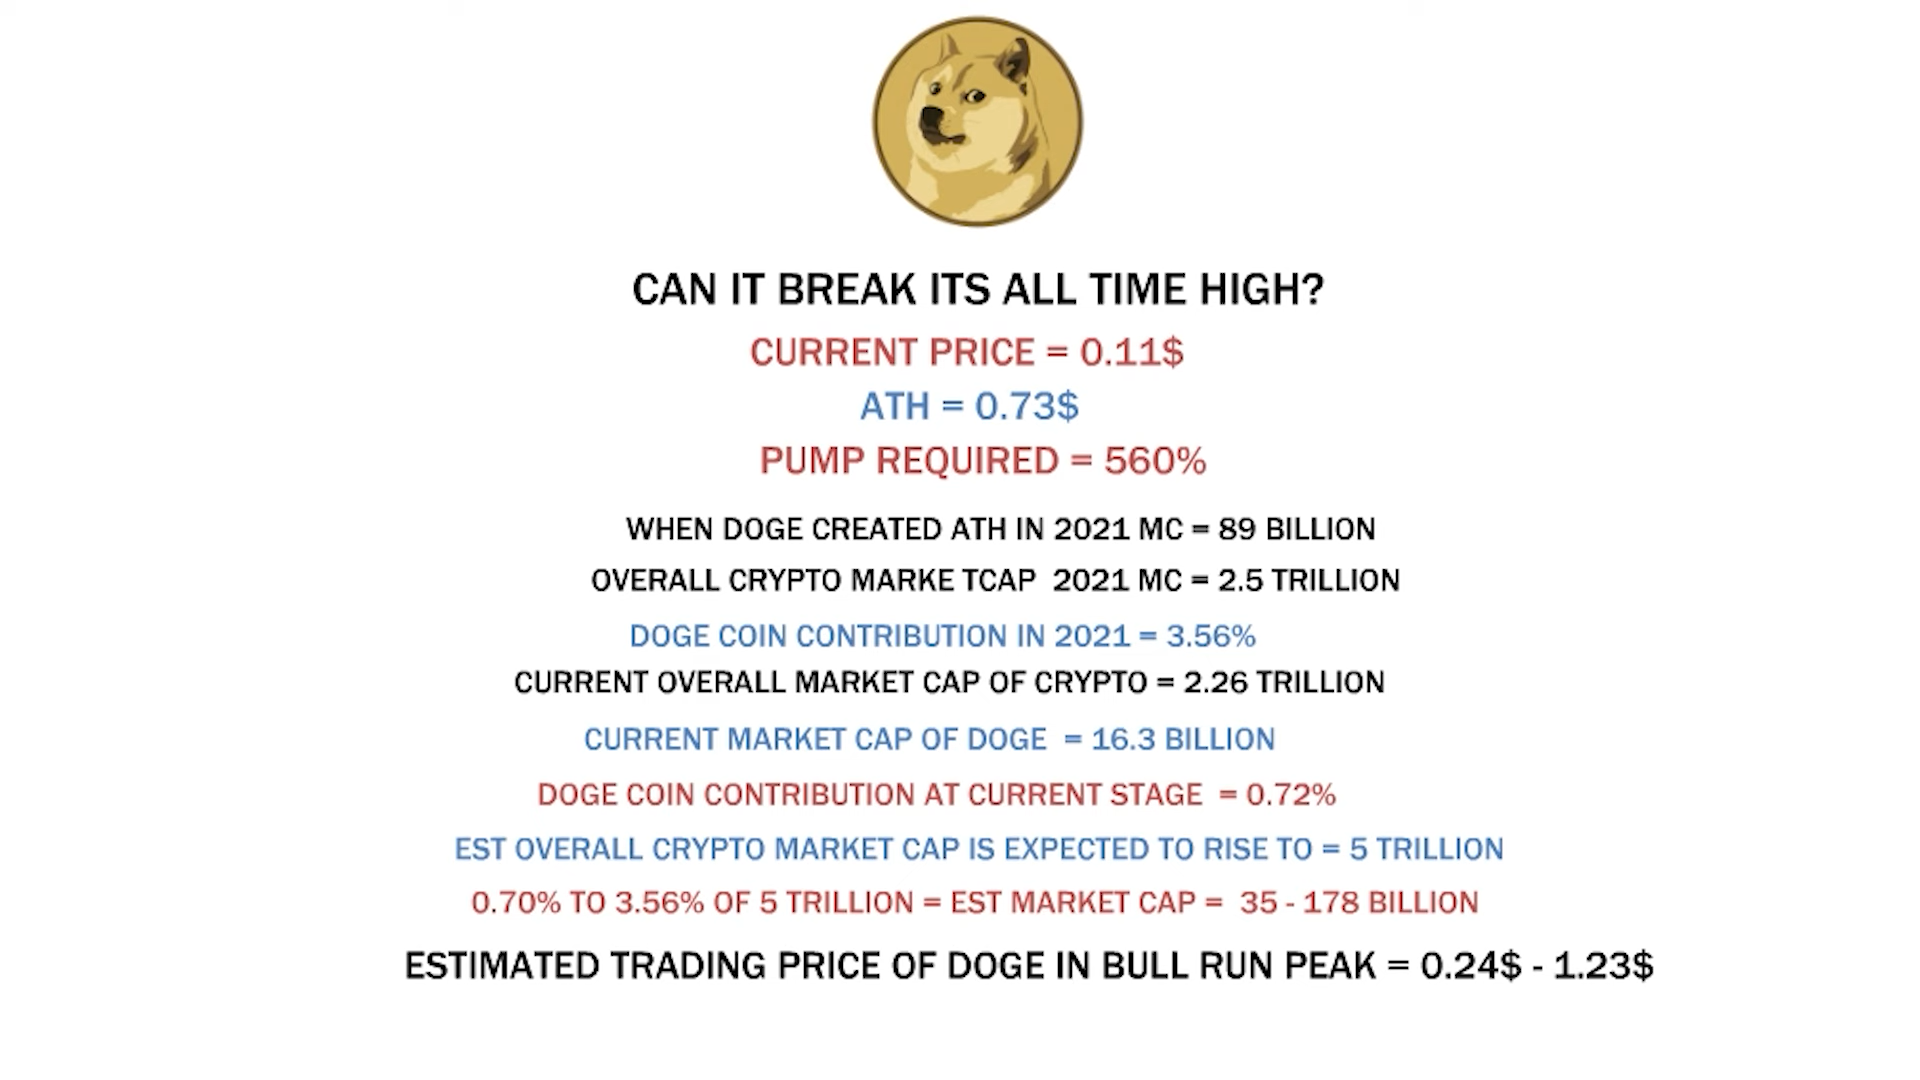 CAN IT BREAK ITS ALL TIME HIGH?
CURRENT PRICE = 0.11$
ATH = 0.73$
PUMP REQUIRED = 560%
WHEN DOGE CREATED ATH IN 2021 MC = 89 BILLION
OVERALL CRYPTO MARKE TCAP 2021 MC = 2.5 TRILLION
DOGE COIN CONTRIBUTION IN 2021 = 3.56%
CURRENT OVERALL MARKET CAP OF CRYPTO = 2.26 TRILLION
CURRENT MARKET CAP OF DOGE = 16.3 BILLION
DOGE COIN CONTRIBUTION AT CURRENT STAGE = 0.72%
EST OVERALL CRYPTO MARKET CAP IS EXPECTED TO RISE TO = 5 TRILLION
0.70% TO 3.56% OF 5 TRILLION = EST MARKET CAP = 35 - 178 BILLION
ESTIMATED TRADING PRICE OF DOGE IN BULL RUN PEAK = 0.24$ - 1.23$